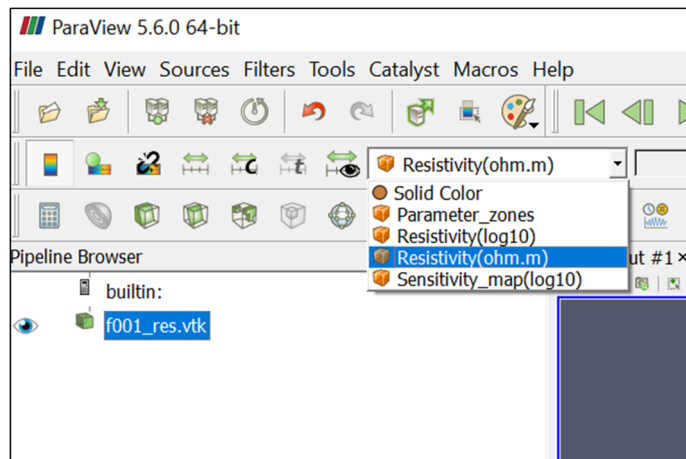 ParaView 5.6.0 64-bit
File Edit View Sources Filters Tools Catalyst Macros Help
Resistivity(ohm.m)
Solid Color
Parameter_zones
Resistivity(log10)
Resistivity(ohm.m)
Sensitivity_map(log10)
Pipeline Browser
ut #1
builtin:
f001_res.vtk